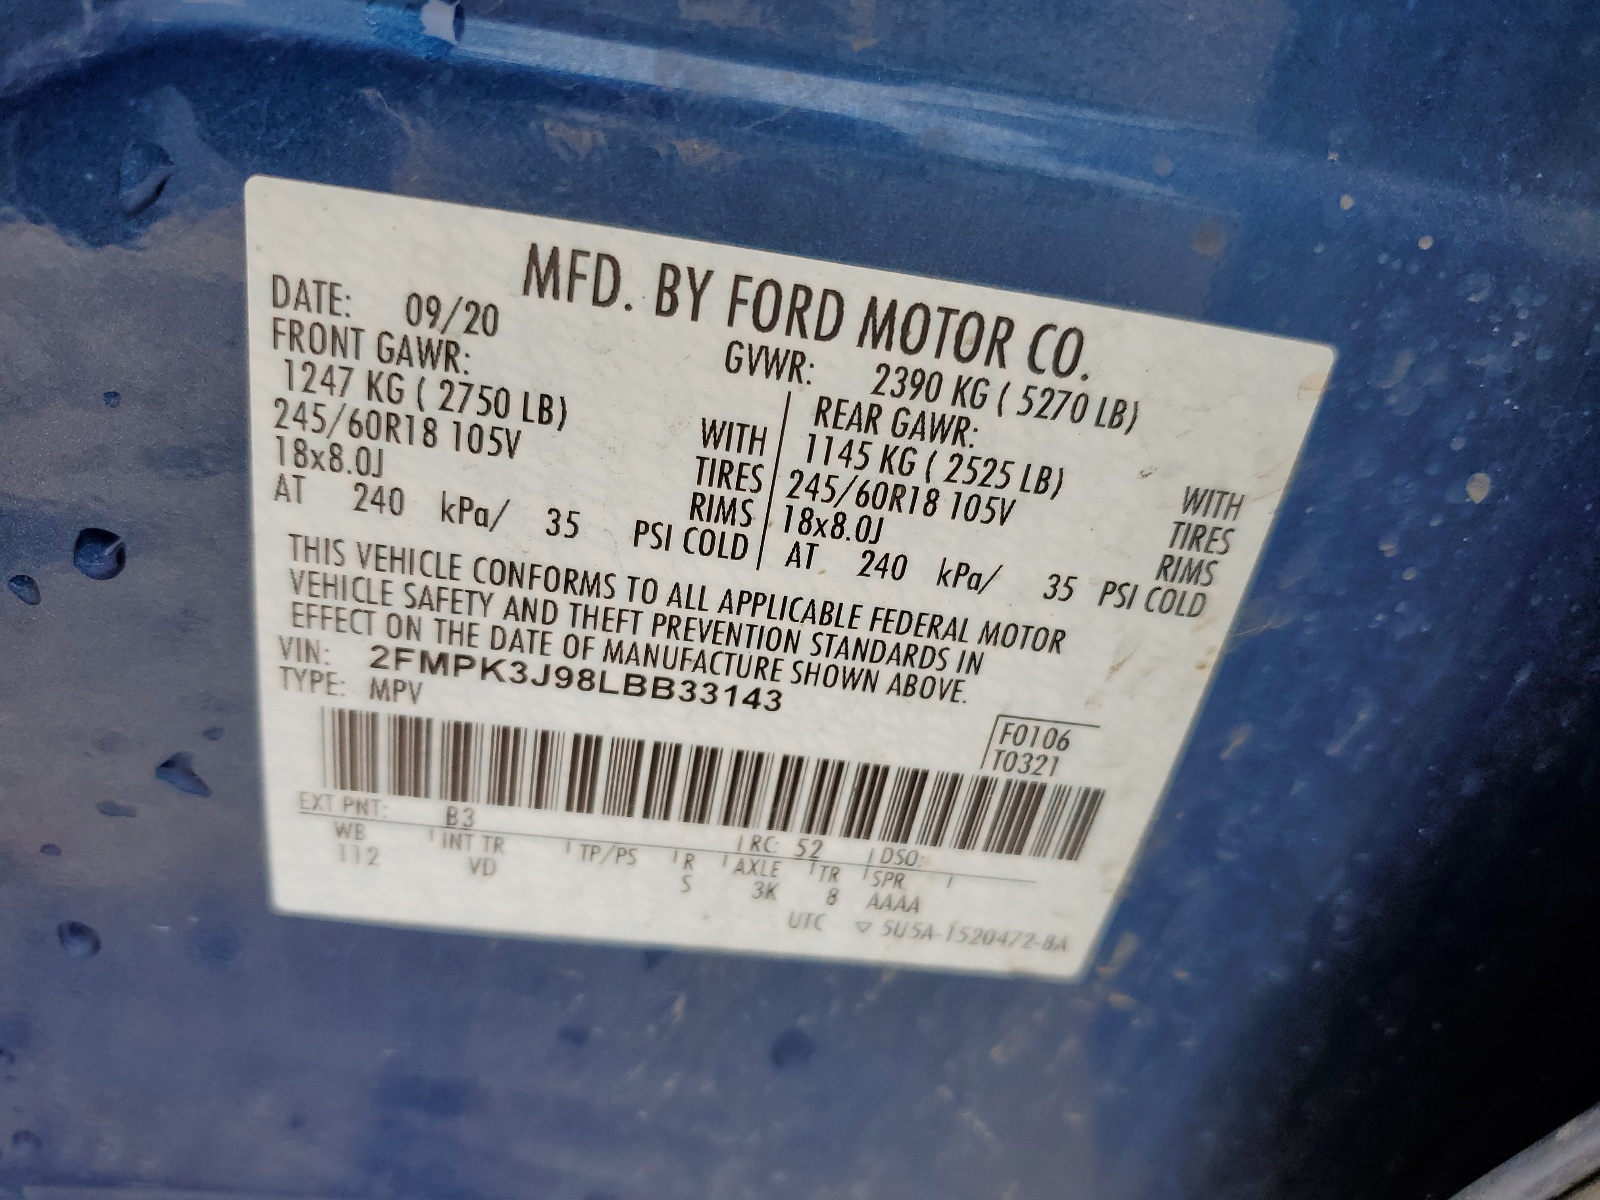 MFD. BY FORD MOTOR CO.
DATE: 09/20 GVWR: 2390 KG ( 5270 LB)
FRONT GAWR: REAR GAWR:
1247 KG ( 2750 LB) WITH 1145 KG ( 2525 LB) WITH
245/60R18 105V TIRES 245/60R18 105V TIRES
18x8.0J RIMS 18x8.0J RIMS
AT 240 kPa/ 35 PSI COLD AT 240 kPa/ 35 PSI COLD
THIS VEHICLE CONFORMS TO ALL APPLICABLE FEDERAL MOTOR
VEHICLE SAFETY AND THEFT PREVENTION STANDARDS IN
EFFECT ON THE DATE OF MANUFACTURE SHOWN ABOVE.
VIN: 2FMPK3J98LBB33143
TYPE: MPV
F0106
T0321
EXT PNT: B3 RC: 52 DSO:
WB INT TR TP/PS R AXLE TR SPR
112 VD S 3K 8 AAAA
UTC ▽ 5U5A-1520472-BA